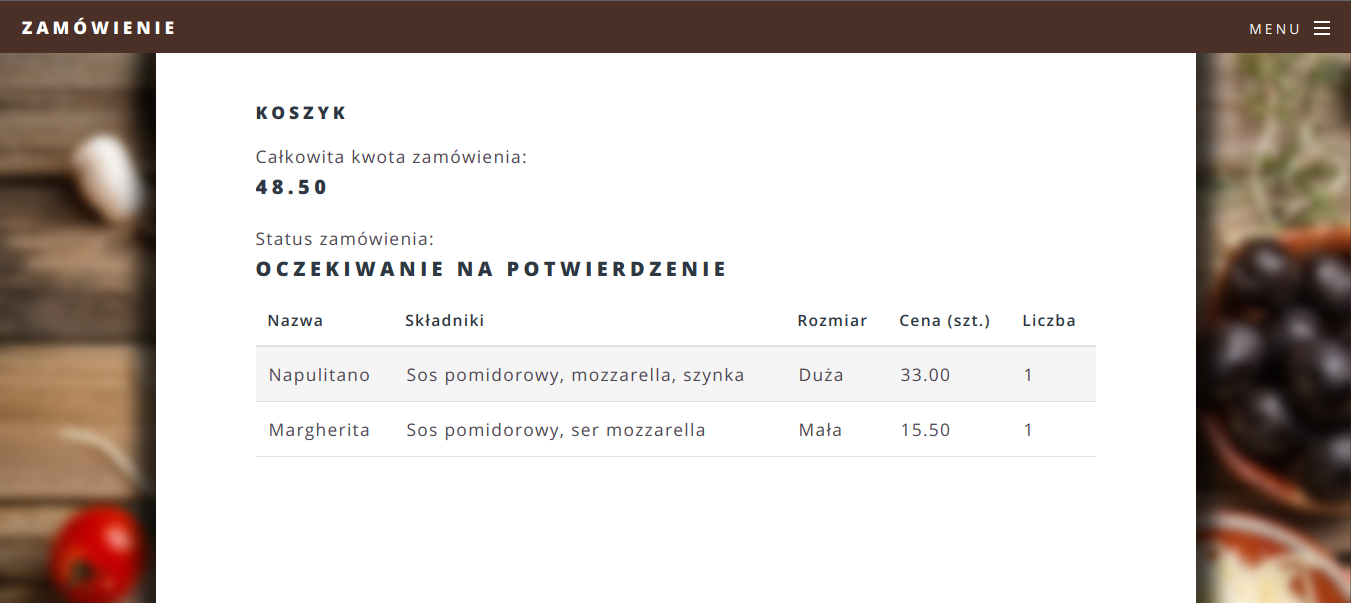 ZAMÓWIENIE MENU
KOSZYK
Całkowita kwota zamówienia:
48.50
Status zamówienia:
OCZEKIWANIE NA POTWIERDZENIE
Nazwa Składniki Rozmiar Cena (szt.) Liczba
Napulitano Sos pomidorowy, mozzarella, szynka Duża 33.00 1
Margherita Sos pomidorowy, ser mozzarella Mała 15.50 1